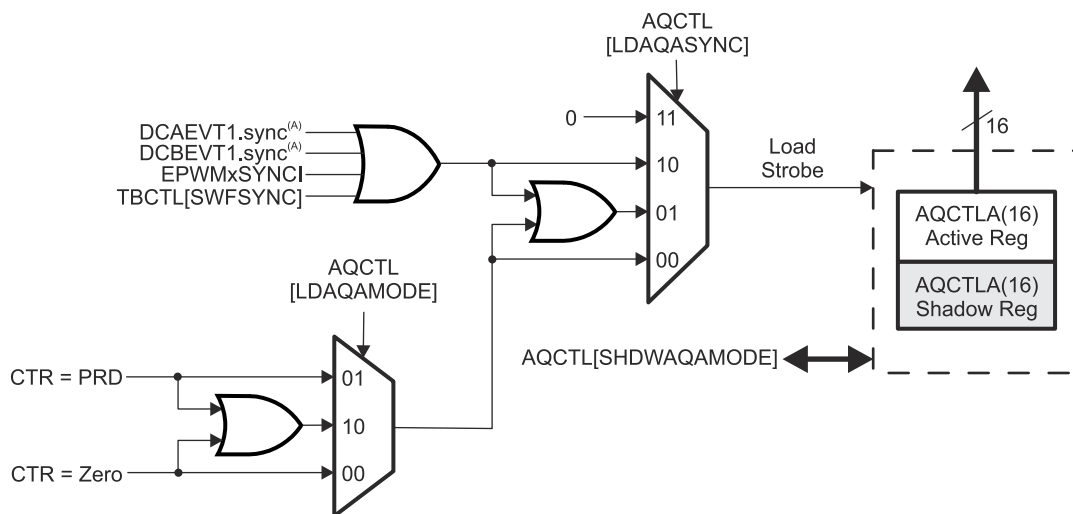 AQCTL
[LDAQASYNC]
0
11
16
DCAEVT1.sync(A)
DCBEVT1.sync(A)
EPWMxSYNCI
TBCTL[SWFSYNC]
10
Load
Strobe
01
AQCTLA(16)
Active Reg
00
AQCTL
[LDAQAMODE]
AQCTLA(16)
Shadow Reg
AQCTL[SHDWAQAMODE]
CTR = PRD
01
10
CTR = Zero
00